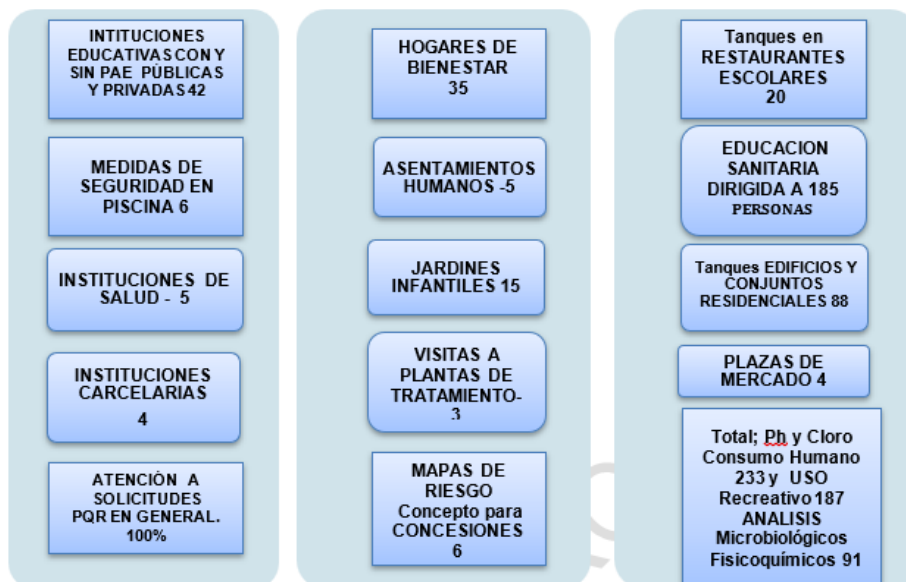 INTITUCIONES
EDUCATIVAS CON Y
SIN PAE PÚBLICAS
Y PRIVADAS 42
MEDIDAS DE
SEGURIDAD EN
PISCINA 6
INSTITUCIONES DE
SALUD - 5
INSTITUCIONES
CARCELARIAS
4
ATENCIÓN A
SOLICITUDES
PQR EN GENERAL.
100%
HOGARES DE
BIENESTAR
35
ASENTAMIENTOS
HUMANOS -5
JARDINES
INFANTILES 15
VISITAS A
PLANTAS DE
TRATAMIENTO-
3
MAPAS DE
RIESGO
Concepto para
CONCESIONES
6
Tanques en
RESTAURANTES
ESCOLARES
20
EDUCACION
SANITARIA
DIRIGIDA A 185
PERSONAS
Tanques EDIFICIOS Y
CONJUNTOS
RESIDENCIALES 88
PLAZAS DE
MERCADO 4
Total; Ph y Cloro
Consumo Humano
233 y USO
Recreativo 187
ANALISIS
Microbiológicos
Fisicoquímicos 91